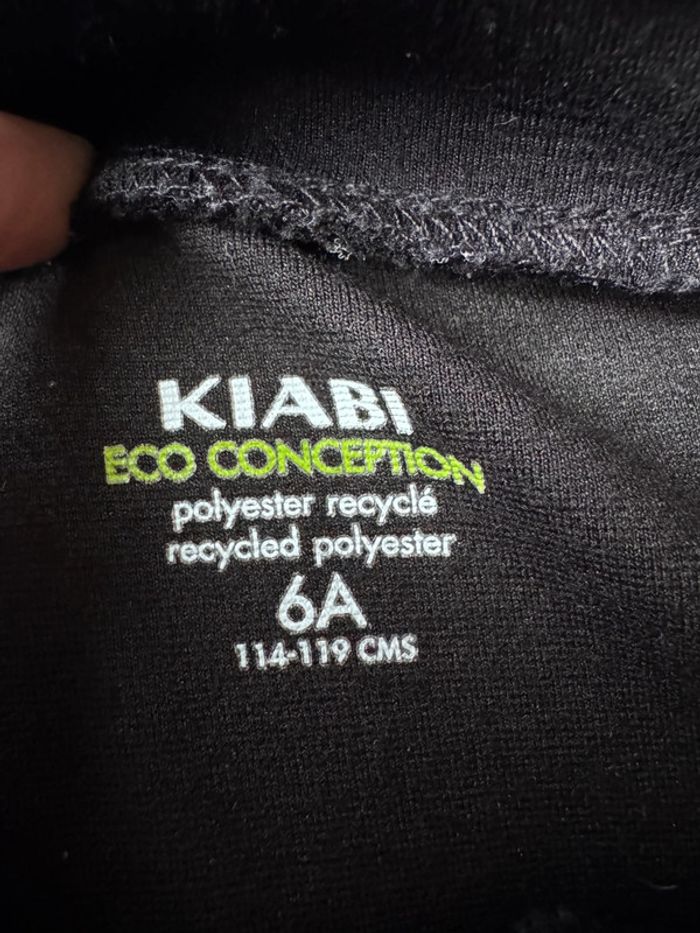 KIABI
ECO CONCEPTION
polyester recyclé
recycled polyester
6A
114-119 CMS